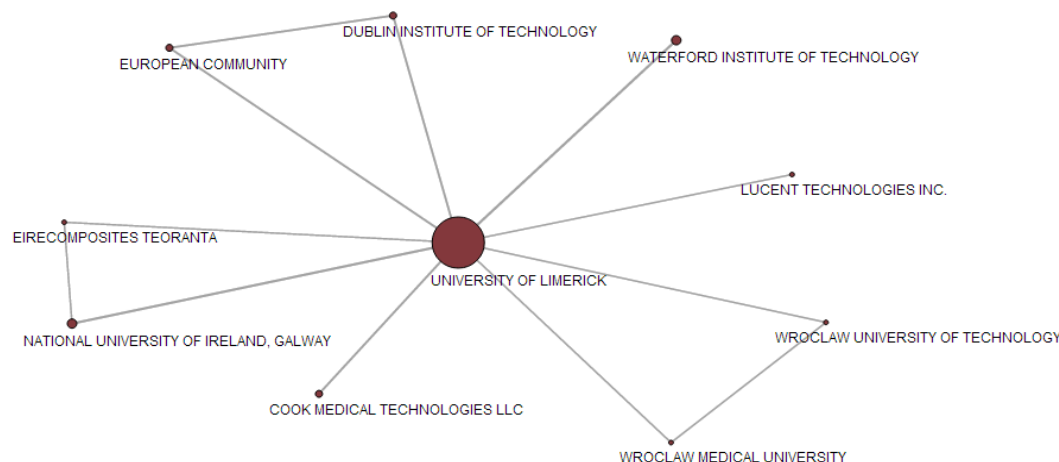 DUBLIN INSTITUTE OF TECHNOLOGY
EUROPEAN COMMUNITY
WATERFORD INSTITUTE OF TECHNOLOGY
LUCENT TECHNOLOGIES INC.
EIRECOMPOSITES TEORANTA
UNIVERSITY OF LIMERICK
NATIONAL UNIVERSITY OF IRELAND, GALWAY
WROCLAW UNIVERSITY OF TECHNOLOGY
COOK MEDICAL TECHNOLOGIES LLC
WROCLAW MEDICAL UNIVERSITY